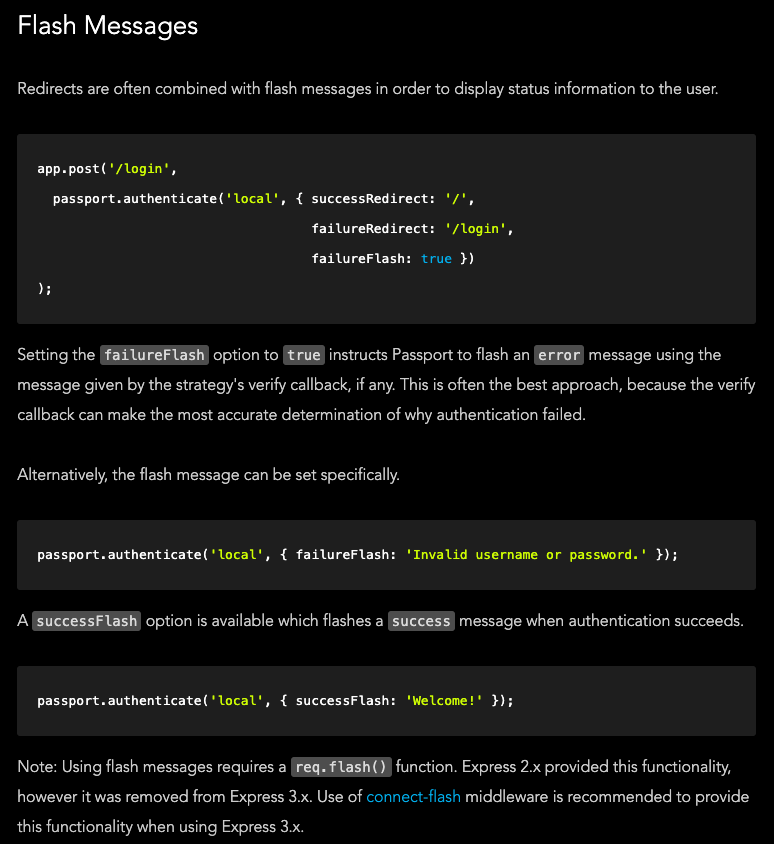 Flash Messages
Redirects are often combined with flash messages in order to display status information to the user.
app.post('/login',
  passport.authenticate('local', { successRedirect: '/',
                                   failureRedirect: '/login',
                                   failureFlash: true })
);
Setting the failureFlash option to true instructs Passport to flash an error message using the
message given by the strategy's verify callback, if any. This is often the best approach, because the verify
callback can make the most accurate determination of why authentication failed.
Alternatively, the flash message can be set specifically.
passport.authenticate('local', { failureFlash: 'Invalid username or password.' });
A successFlash option is available which flashes a success message when authentication succeeds.
passport.authenticate('local', { successFlash: 'Welcome!' });
Note: Using flash messages requires a req.flash() function. Express 2.x provided this functionality,
however it was removed from Express 3.x. Use of connect-flash middleware is recommended to provide
this functionality when using Express 3.x.